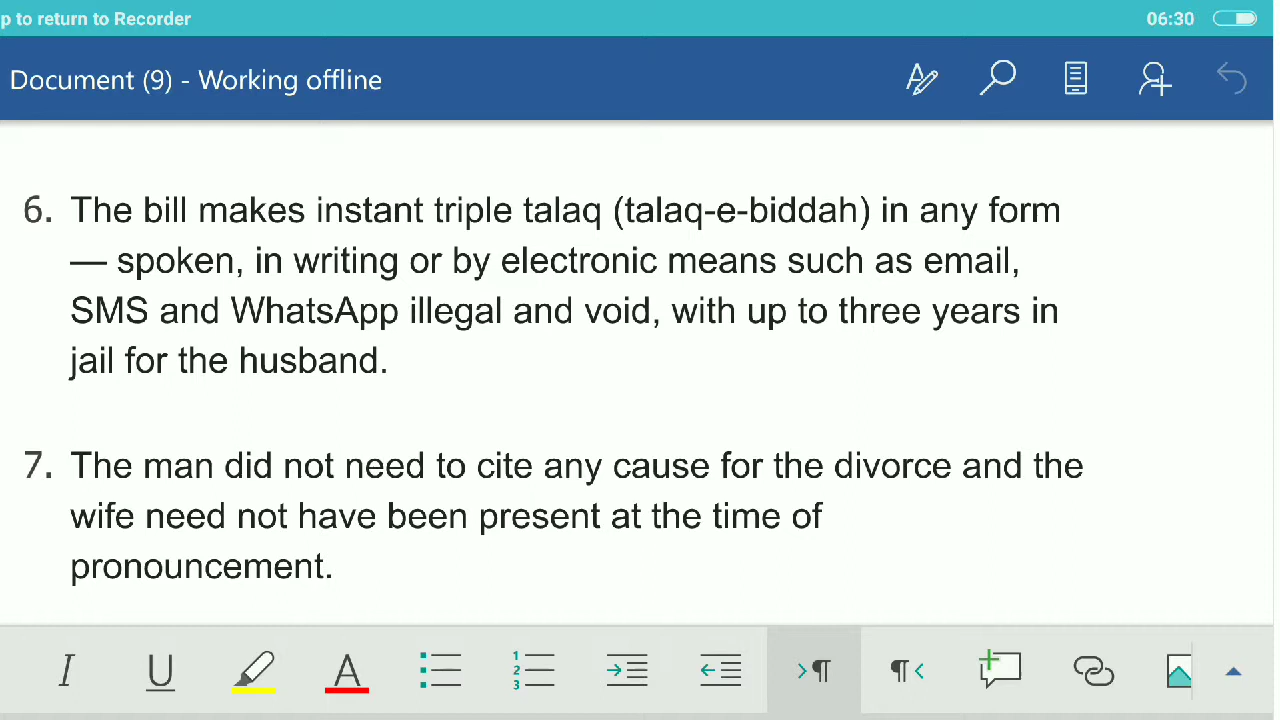 p to return to Recorder
06:30
Document (9) - Working offline
6. The bill makes instant triple talaq (talaq-e-biddah) in any form
— spoken, in writing or by electronic means such as email,
SMS and WhatsApp illegal and void, with up to three years in
jail for the husband.
7. The man did not need to cite any cause for the divorce and the
wife need not have been present at the time of
pronouncement.